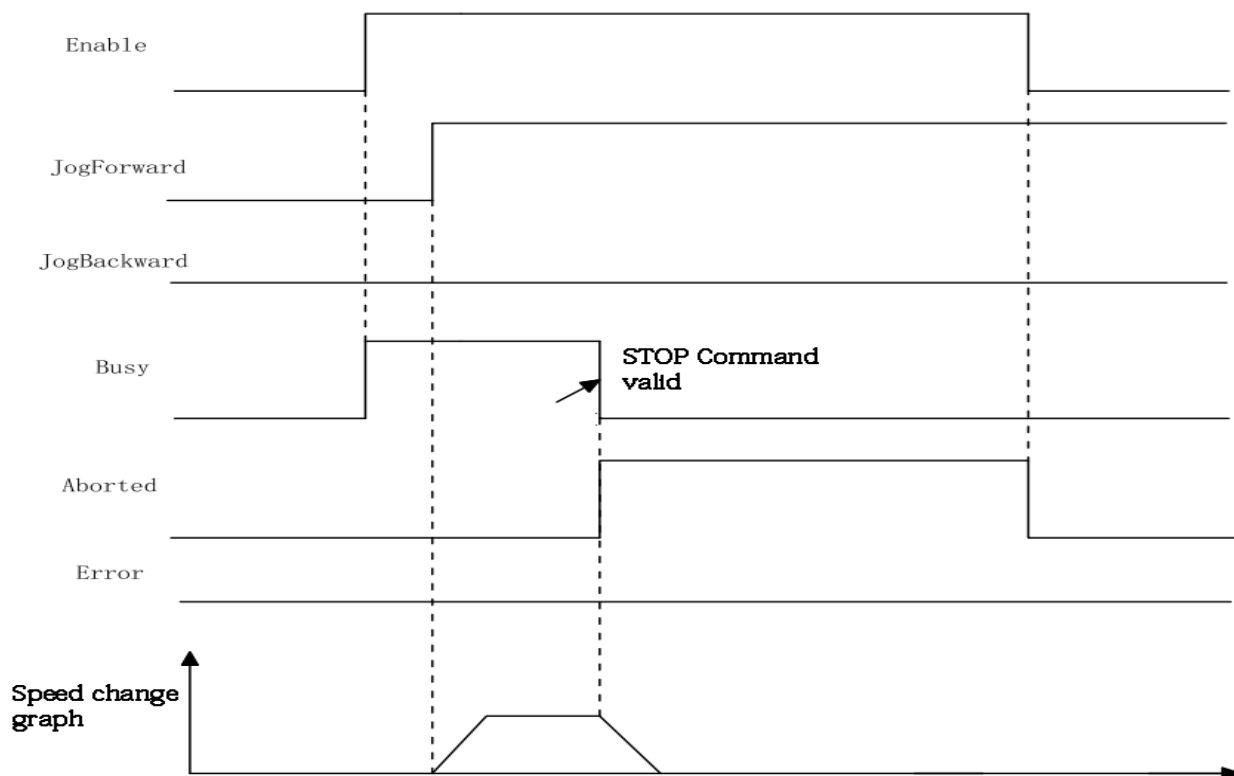 Enable
JogForward
JogBackward
Busy
STOP Command
valid
Aborted
Error
Speed change
graph